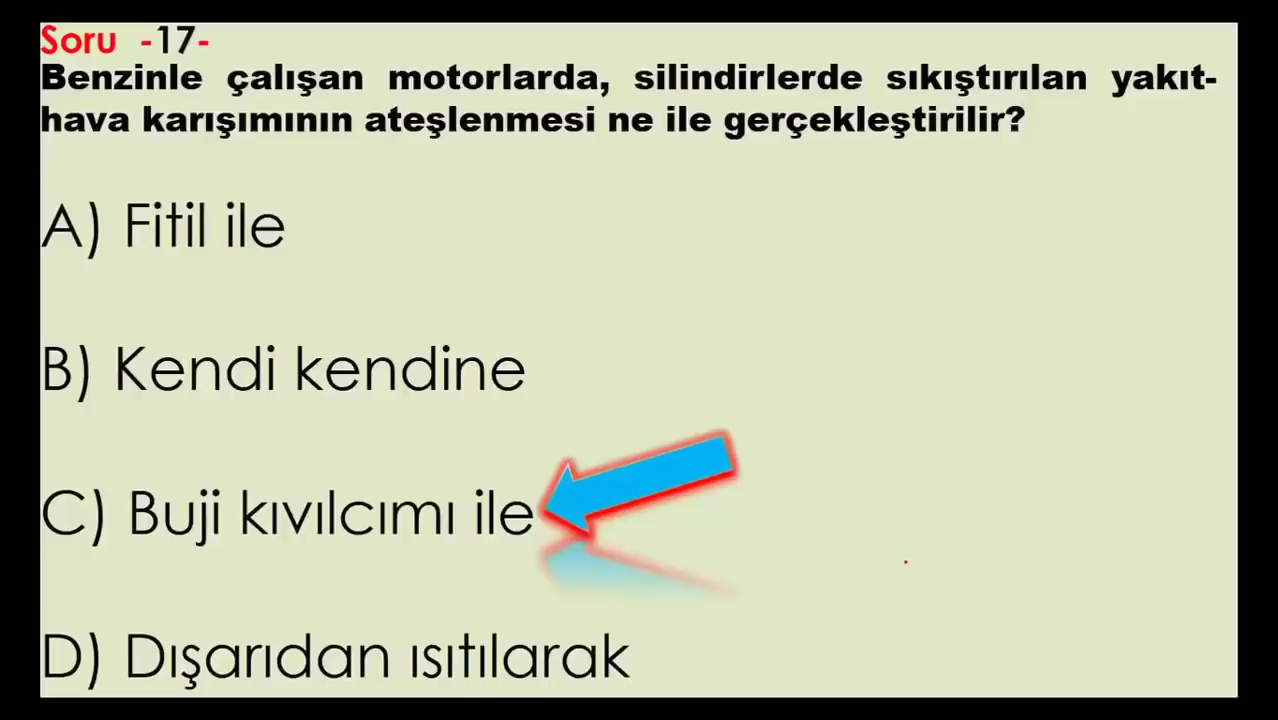 Soru -17-
Benzinle çalışan motorlarda, silindirlerde sıkıştırılan yakıt-
hava karışımının ateşlenmesi ne ile gerçekleştirilir?
A) Fitil ile
B) Kendi kendine
C) Buji kıvılcımı ile
D) Dışarıdan ısıtılarak